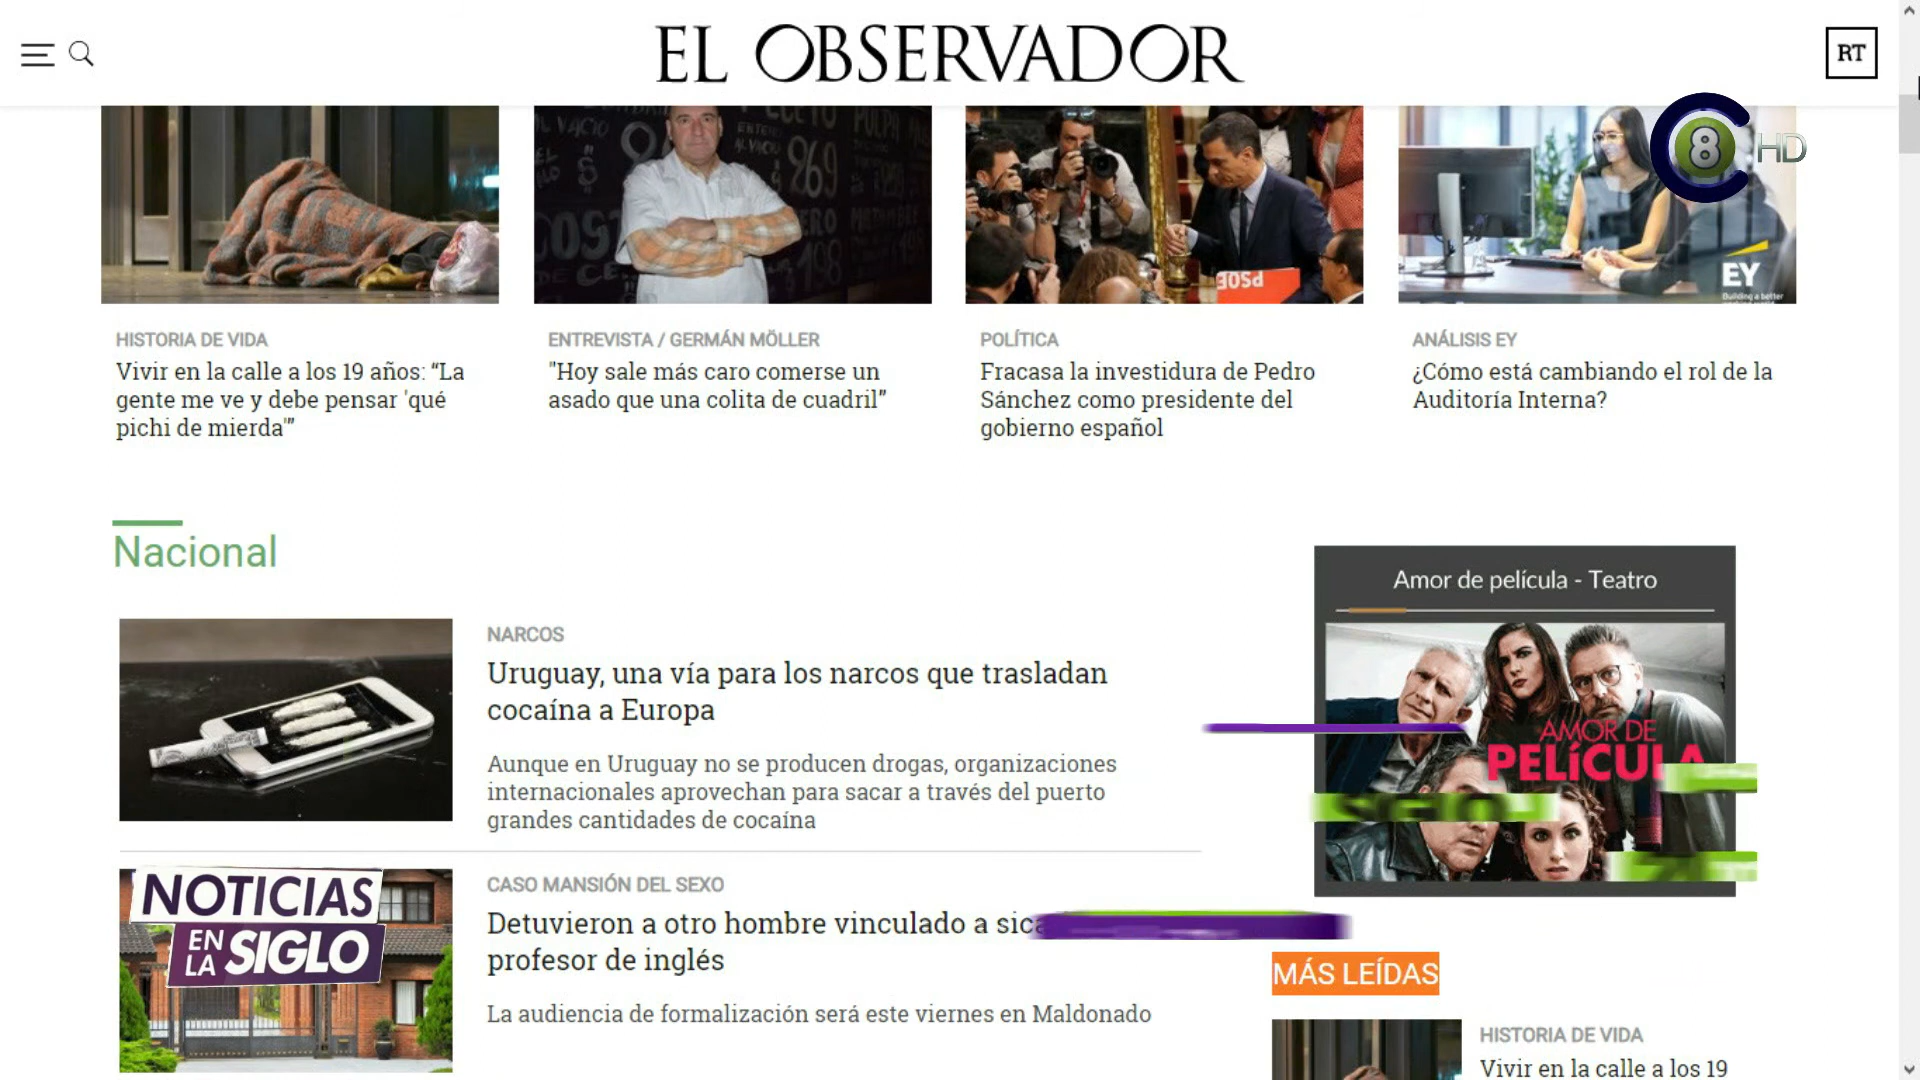 EL OBSERVADOR
RT
8 HD
PSOE
EY
Building a better
HISTORIA DE VIDA
Vivir en la calle a los 19 años: “La
gente me ve y debe pensar 'qué
pichi de mierda'”
ENTREVISTA / GERMÁN MÖLLER
"Hoy sale más caro comerse un
asado que una colita de cuadril”
POLÍTICA
Fracasa la investidura de Pedro
Sánchez como presidente del
gobierno español
ANÁLISIS EY
¿Cómo está cambiando el rol de la
Auditoría Interna?
Nacional
NARCOS
Uruguay, una vía para los narcos que trasladan
cocaína a Europa
Aunque en Uruguay no se producen drogas, organizaciones
internacionales aprovechan para sacar a través del puerto
grandes cantidades de cocaína
NOTICIAS
EN LA SIGLO
CASO MANSIÓN DEL SEXO
Detuvieron a otro hombre vinculado a
profesor de inglés
La audiencia de formalización será este viernes en Maldonado
Amor de película - Teatro
AMOR DE
PELÍCULA
MÁS LEÍDAS
HISTORIA DE VIDA
Vivir en la calle a los 19